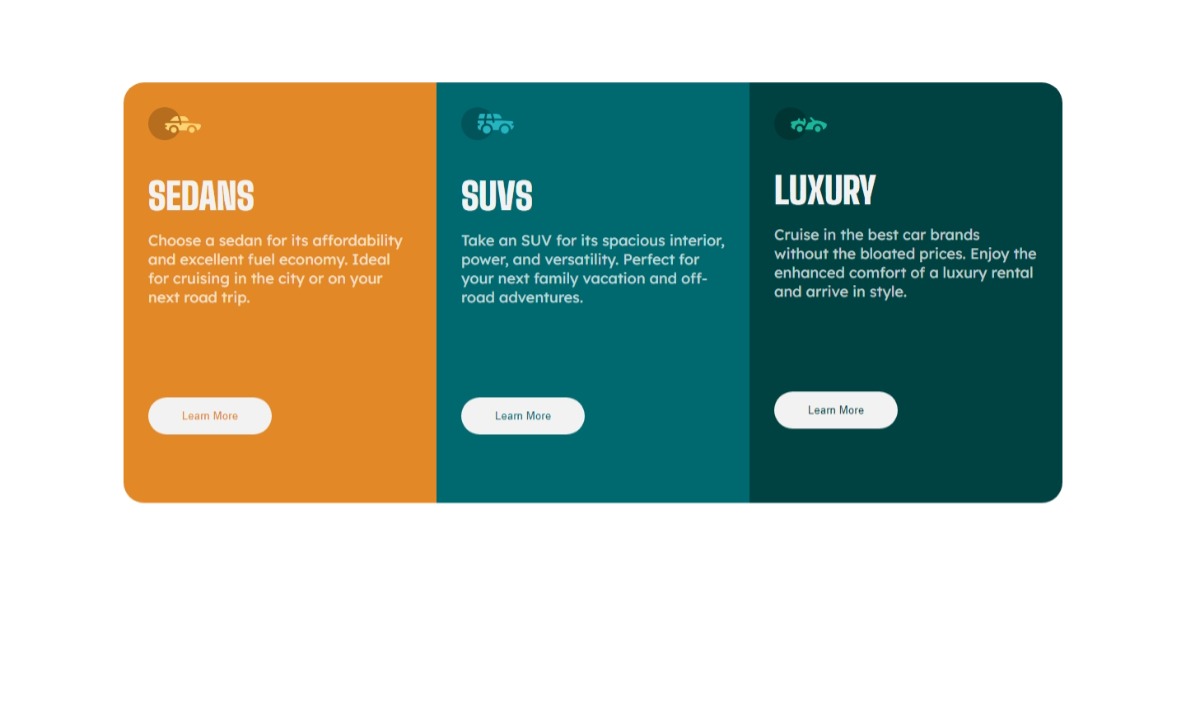 SEDANS
Choose a sedan for its affordability
and excellent fuel economy. Ideal
for cruising in the city or on your
next road trip.
Learn More
SUVS
Take an SUV for its spacious interior,
power, and versatility. Perfect for
your next family vacation and off-
road adventures.
Learn More
LUXURY
Cruise in the best car brands
without the bloated prices. Enjoy the
enhanced comfort of a luxury rental
and arrive in style.
Learn More